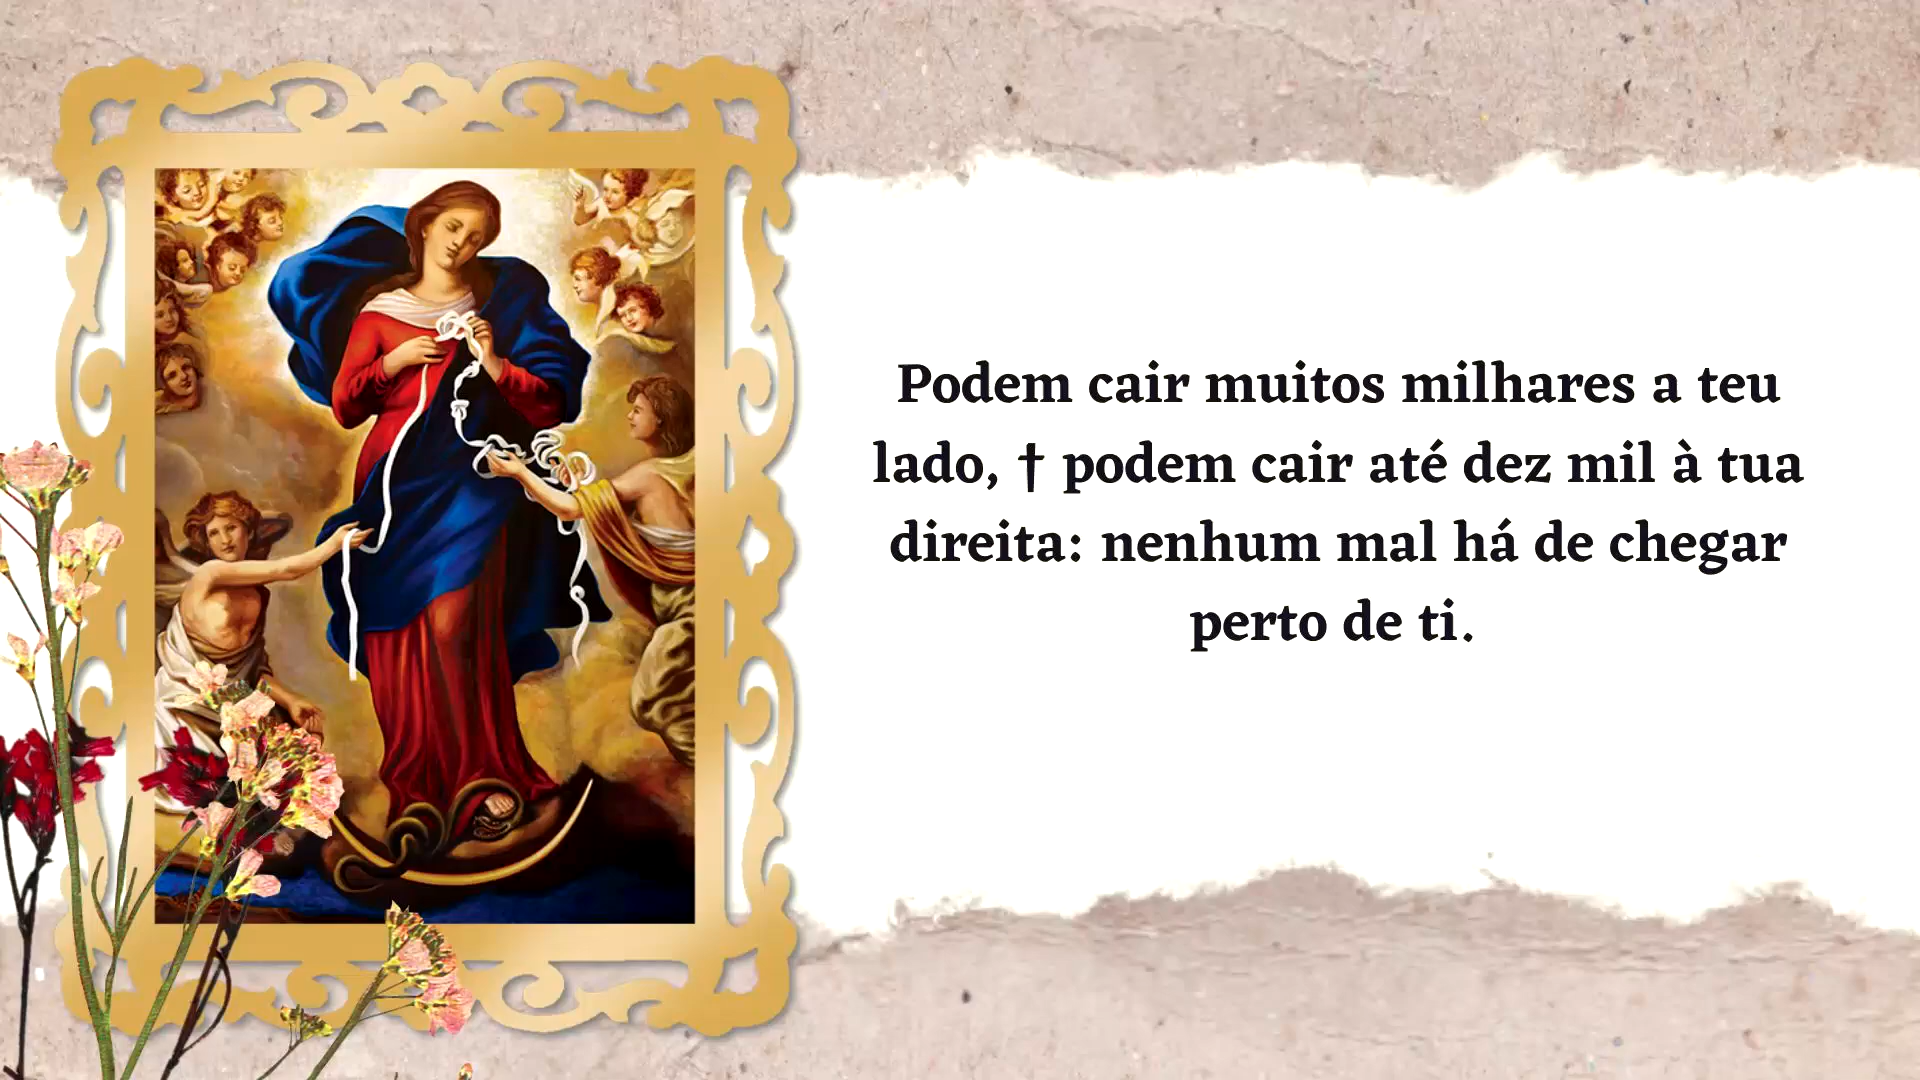 Podem cair muitos milhares a teu
lado, † podem cair até dez mil à tua
direita: nenhum mal há de chegar
perto de ti.